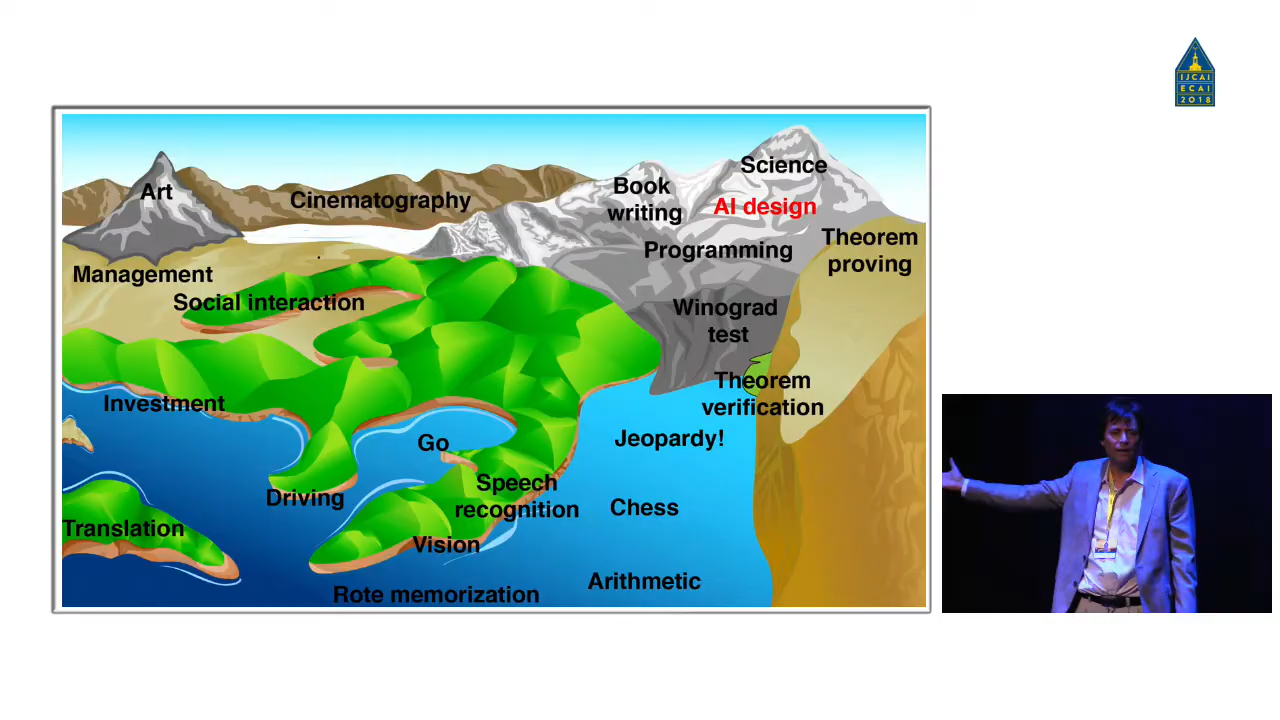 IJCAI
ECAI
2018
Science
Art
Book
writing
Cinematography
AI design
Theorem
proving
Programming
Management
Social interaction
Winograd
test
Theorem
verification
Investment
Jeopardy!
Go
Speech
recognition
Driving
Chess
Translation
Vision
Arithmetic
Rote memorization